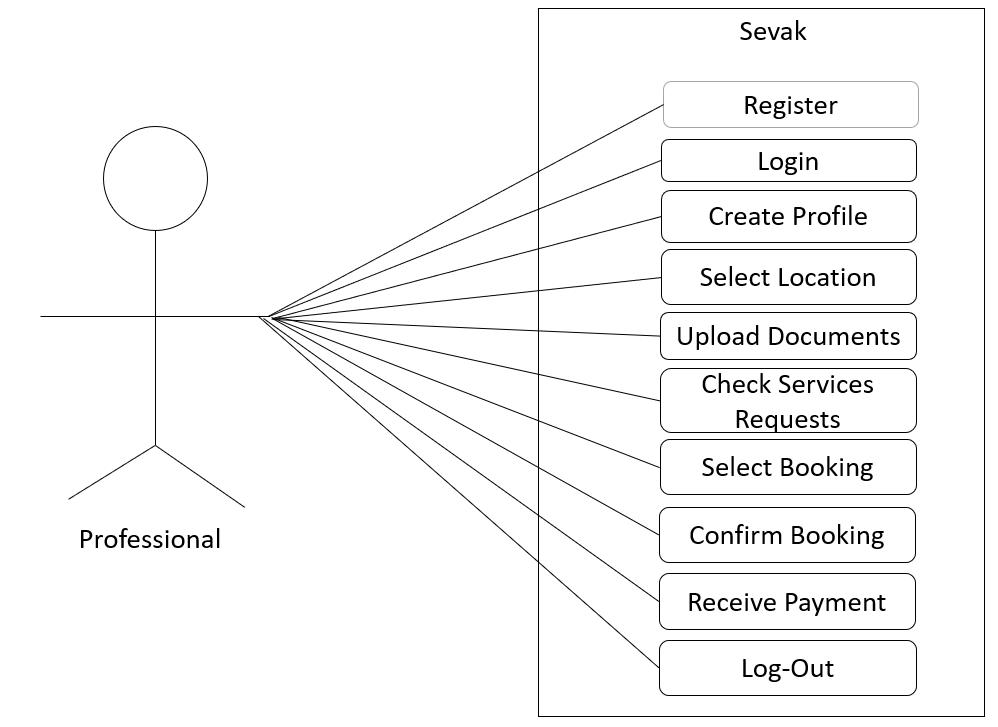 Sevak
Register
Login
Create Profile
Select Location
Upload Documents
Check Services
Requests
Select Booking
Confirm Booking
Receive Payment
Log-Out
Professional